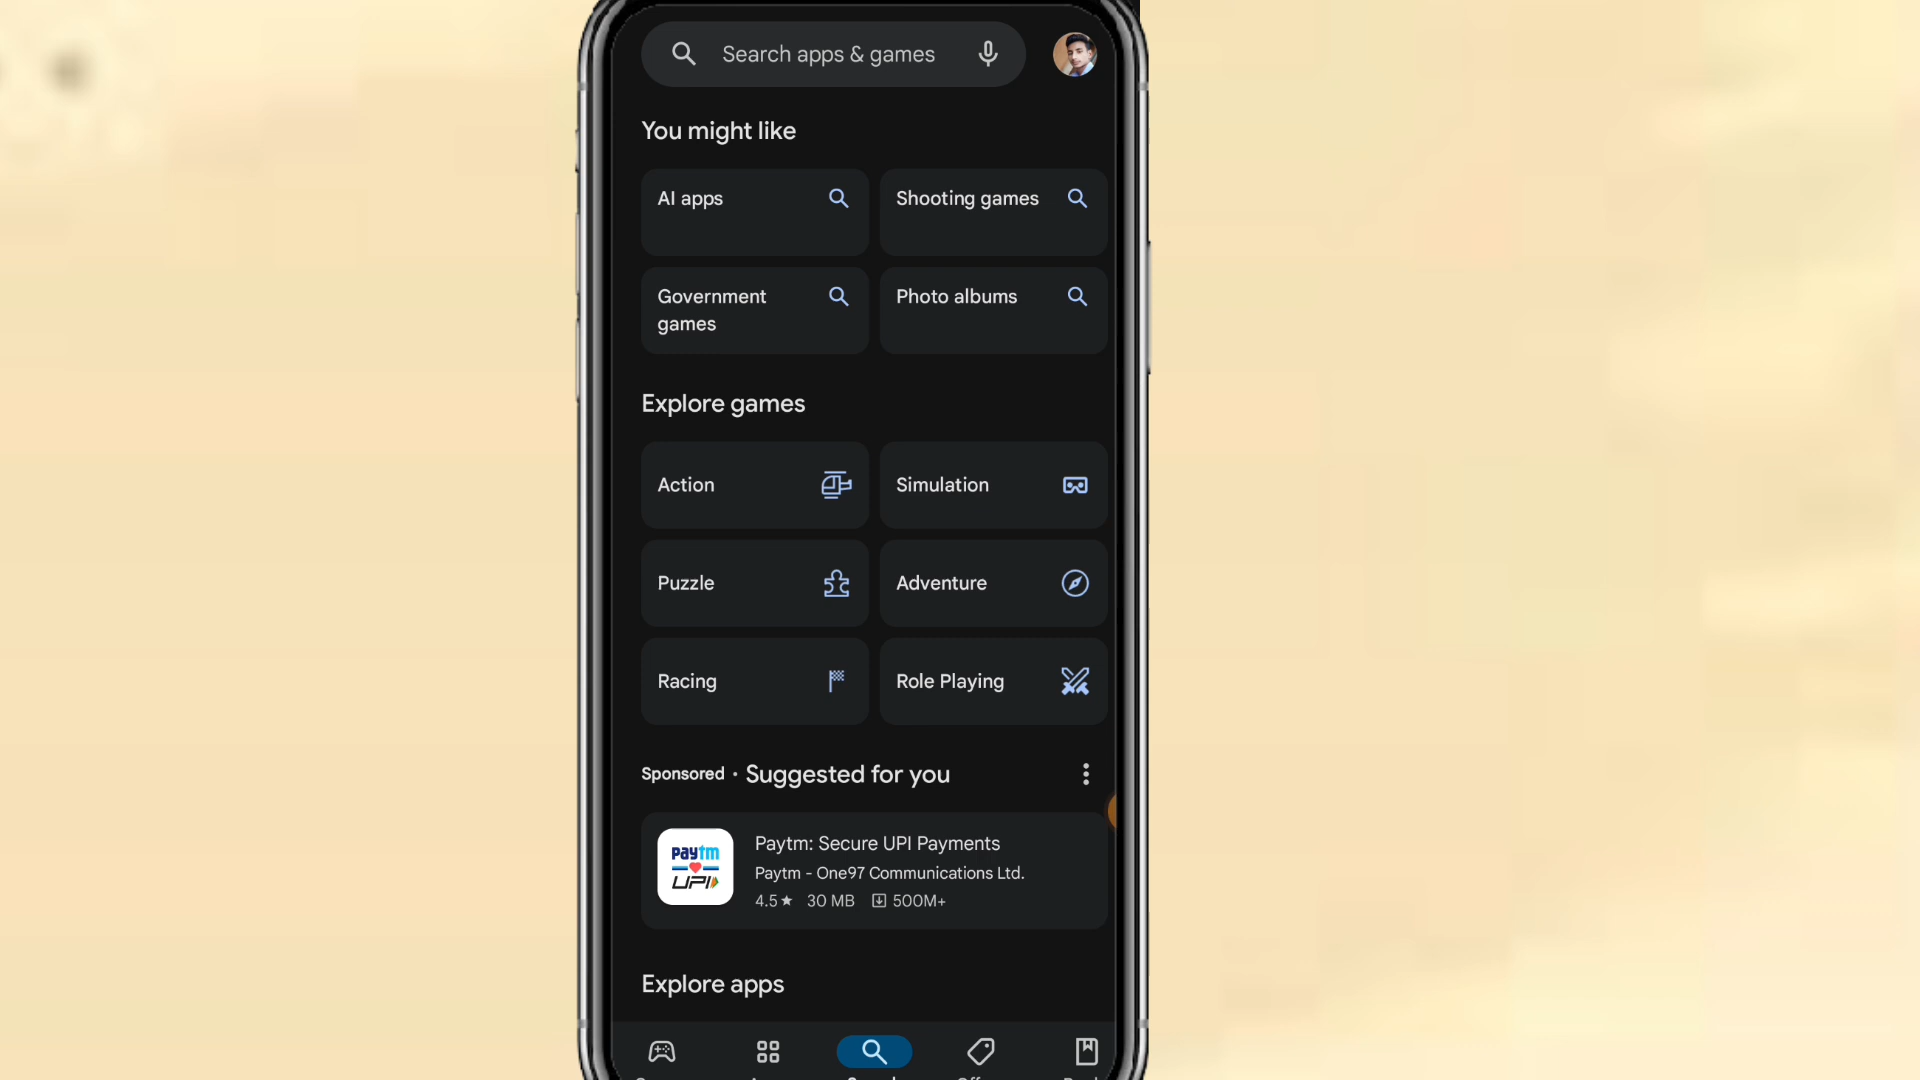 Search apps & games
You might like
AI apps
Shooting games
Government
games
Photo albums
Explore games
Action
Simulation
Puzzle
Adventure
Racing
Role Playing
Sponsored • Suggested for you
paytm
UPI
Paytm: Secure UPI Payments
Paytm - One97 Communications Ltd.
4.5★ 30 MB 500M+
Explore apps